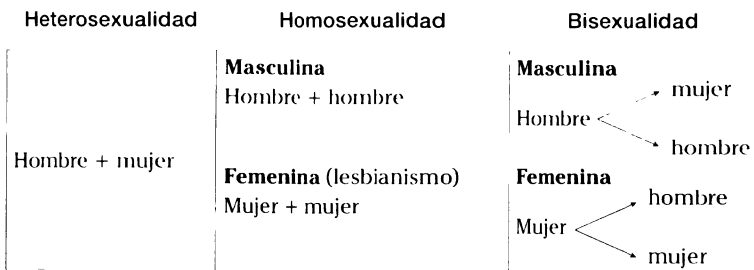 Heterosexualidad
Hombre + mujer
Homosexualidad
Masculina
Hombre + hombre
Femenina (lesbianismo)
Mujer + mujer
Bisexualidad
Masculina
mujer
Hombre
hombre
Femenina
hombre
Mujer
mujer